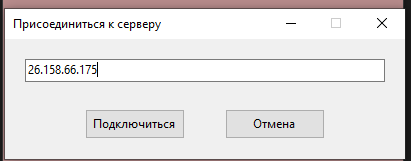 Присоединиться к серверу
26.158.66.175
Подключиться
Отмена